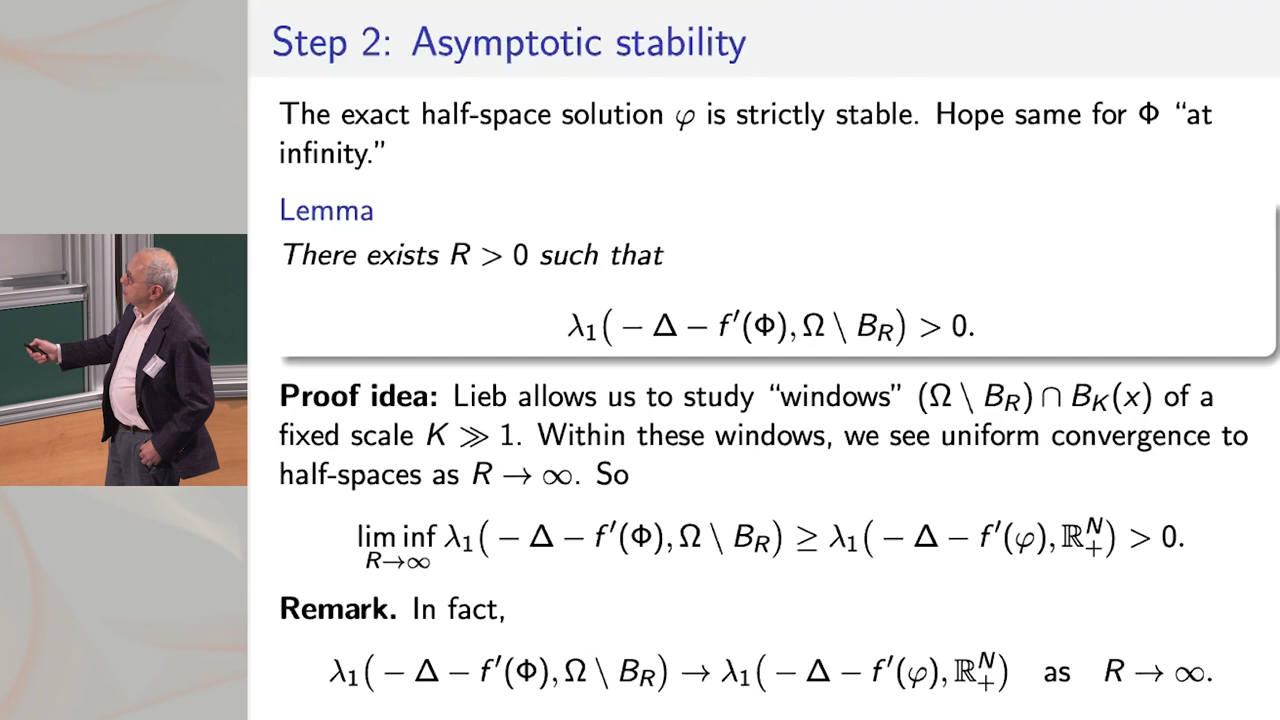 Step 2: Asymptotic stability
The exact half-space solution φ is strictly stable. Hope same for Φ “at
infinity.”
Lemma
There exists R > 0 such that
λ₁(−Δ − f′(Φ), Ω \ B_R) > 0.
Proof idea: Lieb allows us to study “windows” (Ω \ B_R) ∩ B_K(x) of a
fixed scale K ≫ 1. Within these windows, we see uniform convergence to
half-spaces as R → ∞. So
lim inf_{R→∞} λ₁(−Δ − f′(Φ), Ω \ B_R) ≥ λ₁(−Δ − f′(φ), ℝ₊ᴺ) > 0.
Remark. In fact,
λ₁(−Δ − f′(Φ), Ω \ B_R) → λ₁(−Δ − f′(φ), ℝ₊ᴺ) as R → ∞.